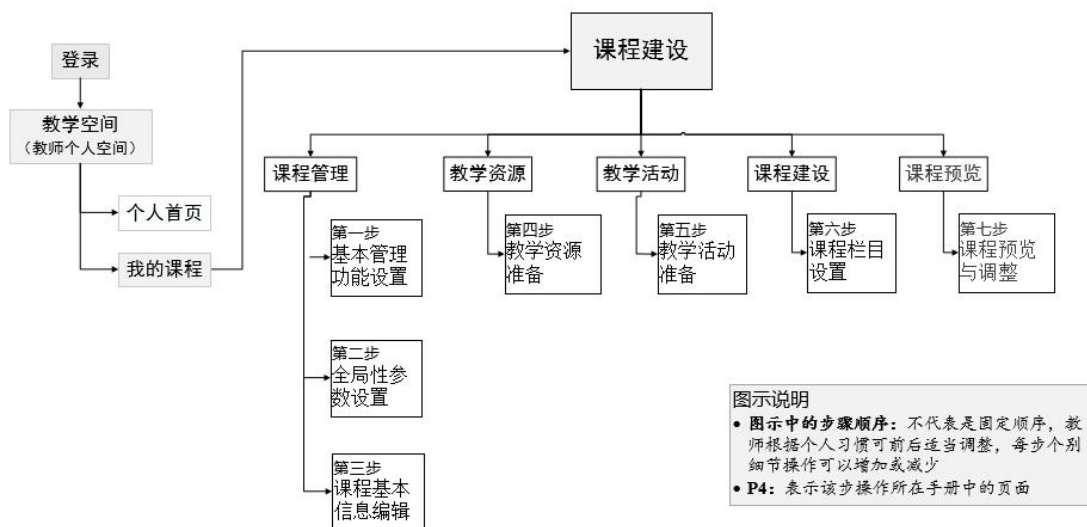 课程建设
登录
教学空间
（教师个人空间）
课程管理
教学资源
教学活动
课程建设
课程预览
个人首页
我的课程
第一步
基本管理
功能设置
第四步
教学资源
准备
第五步
教学活动
准备
第六步
课程栏目
设置
第七步
课程预览
与调整
第二步
全局性参
数设置
第三步
课程基本
信息编辑
图示说明
● 图示中的步骤顺序：不代表是固定顺序，教
师根据个人习惯可前后适当调整，每步个别
细节操作可以增加或减少
● P4：表示该步操作所在手册中的页面